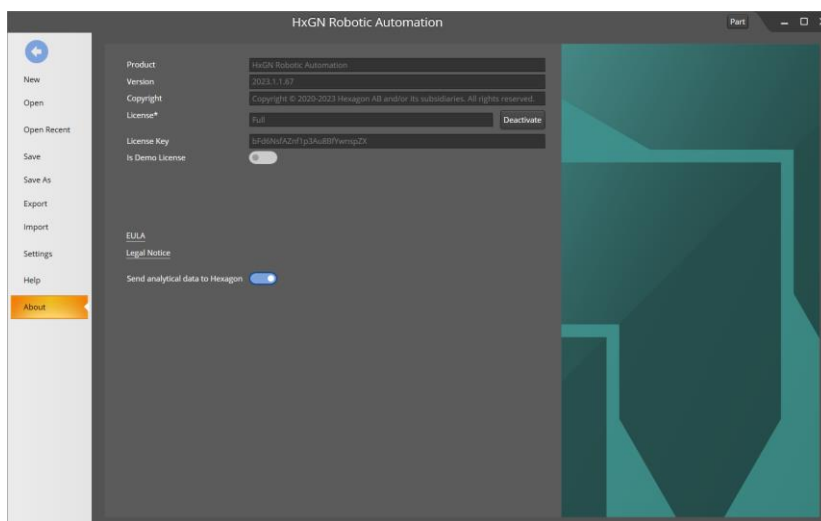 HxGN Robotic Automation
Part
New
Open
Open Recent
Save
Save As
Export
Import
Settings
Help
About
Product HxGN Robotic Automation
Version 2023.1.1.67
Copyright Copyright © 2020-2023 Hexagon AB and/or its subsidiaries. All rights reserved.
License* Full Deactivate
License Key
Is Demo License
EULA
Legal Notice
Send analytical data to Hexagon